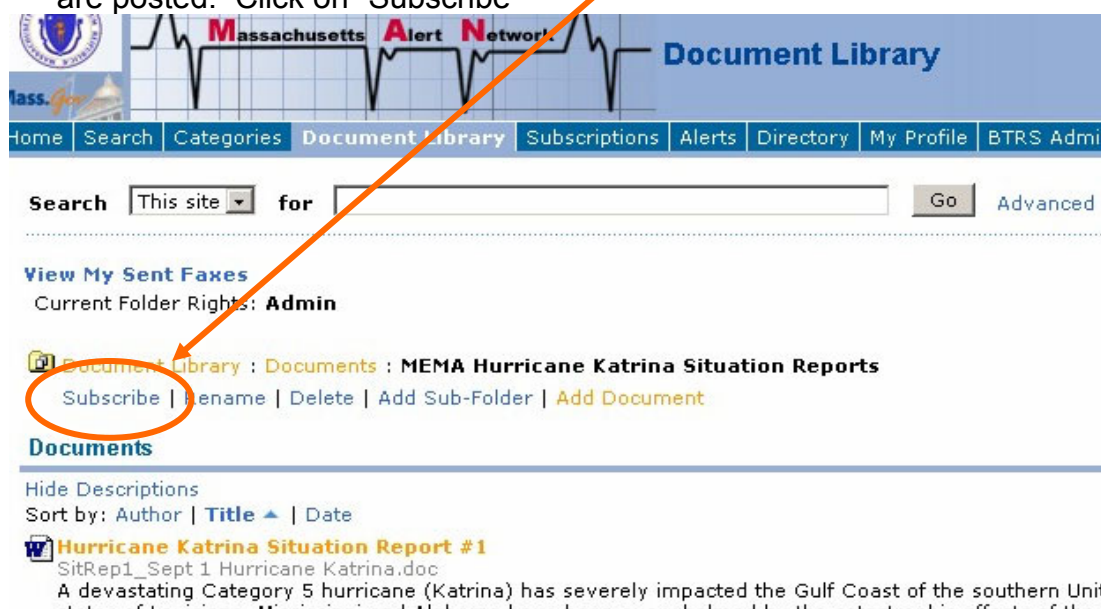 are posted. Click on "Subscribe"
Massachusetts Alert Network
Document Library
Mass.Gov
Home Search Categories Document Library Subscriptions Alerts Directory My Profile BTRS Admi
Search This site for Go Advanced
View My Sent Faxes
Current Folder Rights: Admin
Document Library : Documents : MEMA Hurricane Katrina Situation Reports
Subscribe | Rename | Delete | Add Sub-Folder | Add Document
Documents
Hide Descriptions
Sort by: Author | Title | Date
Hurricane Katrina Situation Report #1
SitRep1_Sept 1 Hurricane Katrina.doc
A devastating Category 5 hurricane (Katrina) has severely impacted the Gulf Coast of the southern Unit